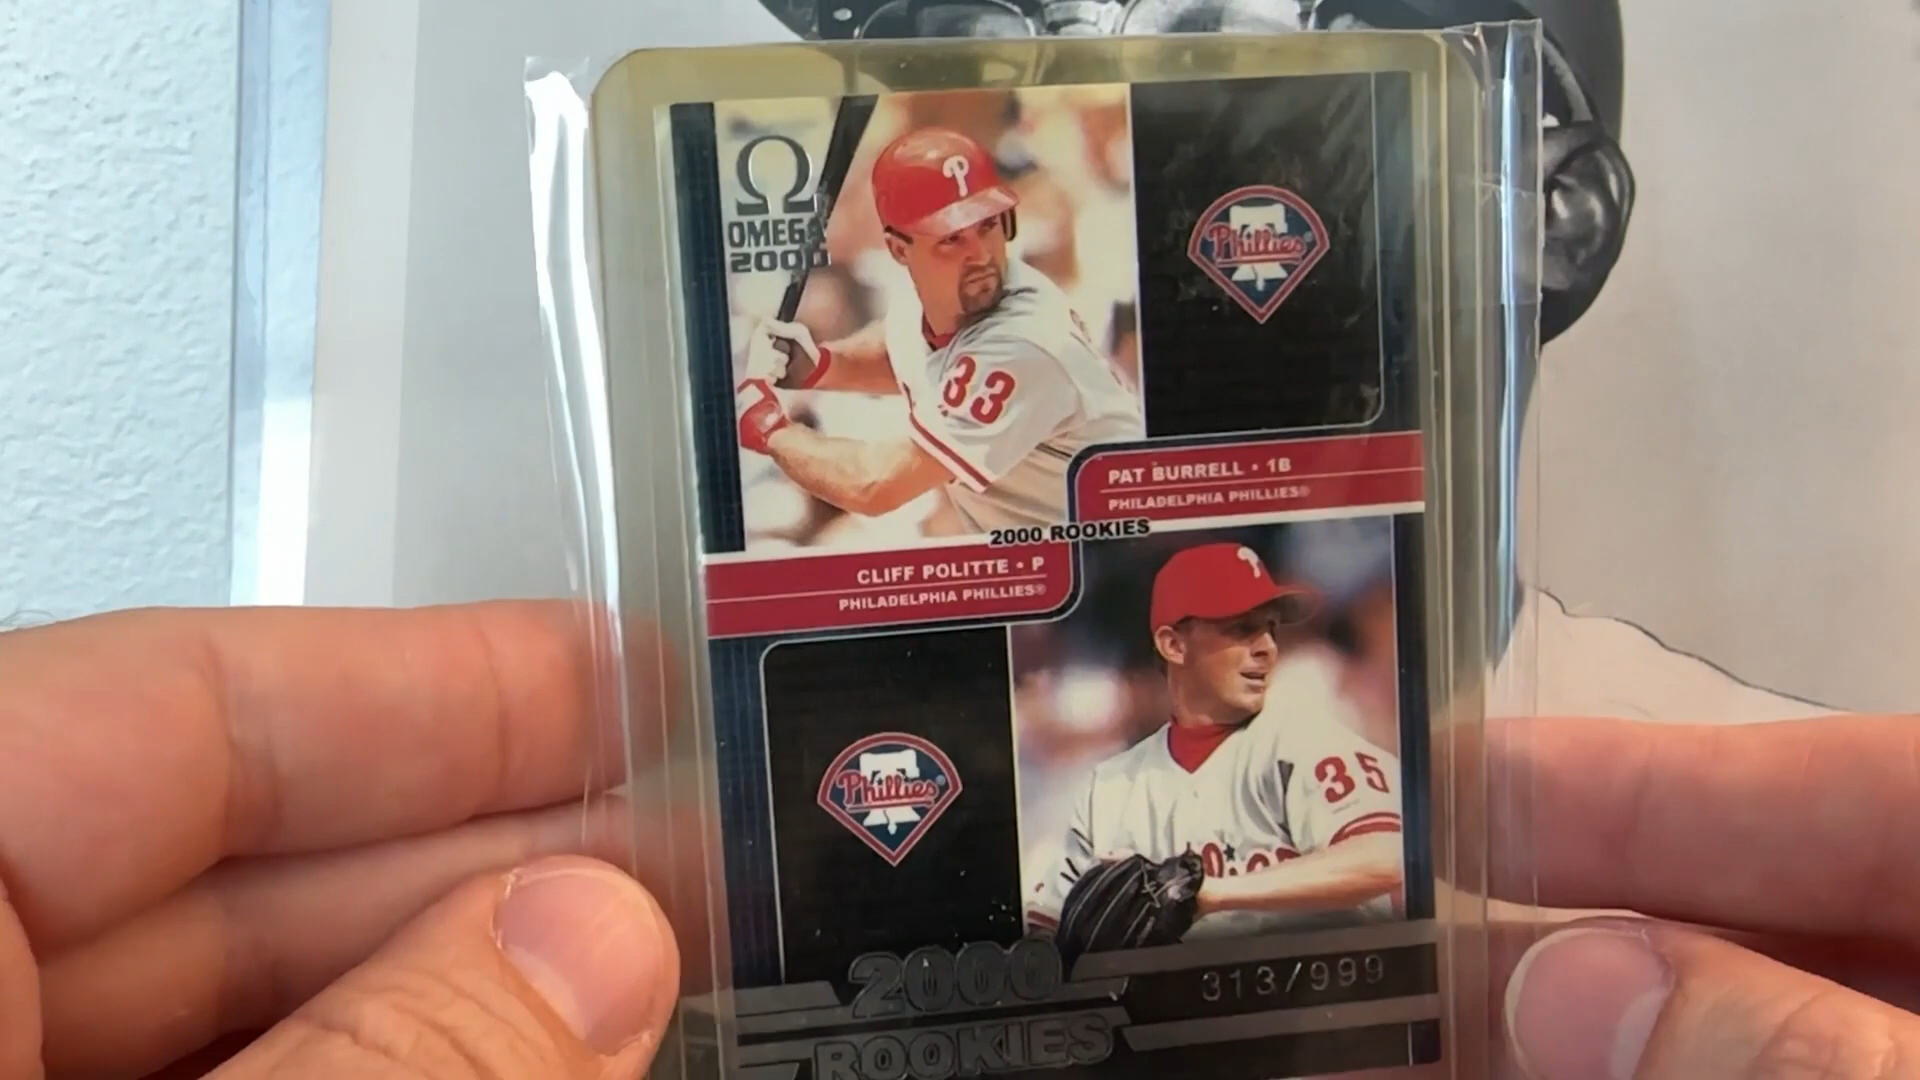 Ω
OMEGA
2000
P
33
Phillies
PAT BURRELL • 1B
PHILADELPHIA PHILLIES®
2000 ROOKIES
CLIFF POLITTE • P
PHILADELPHIA PHILLIES®
P
35
Phillies
2000
ROOKIES
313/999